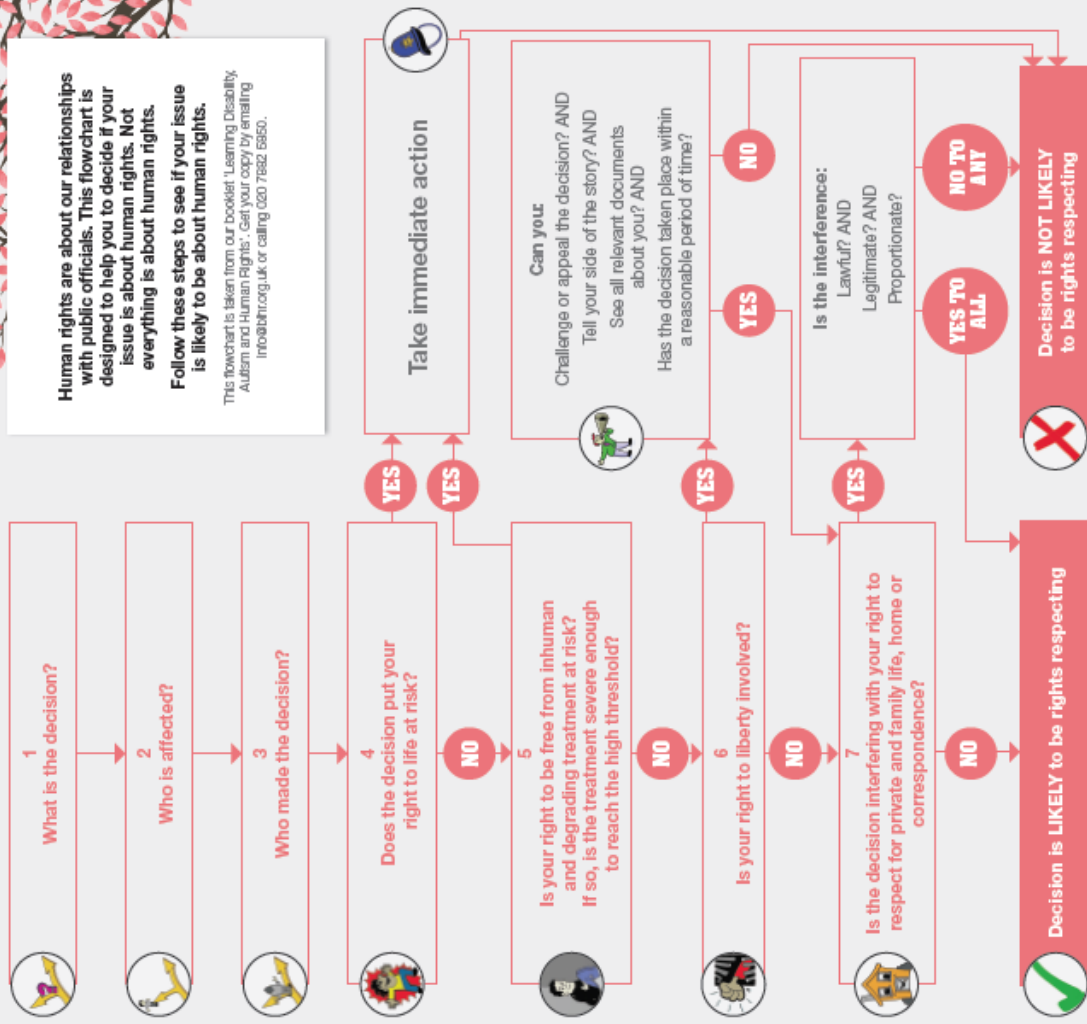 Human rights are about our relationships
with public officials. This flowchart is
designed to help you to decide if your
issue is about human rights. Not
everything is about human rights.
Follow these steps to see if your issue
is likely to be about human rights.
This flowchart is taken from our booklet 'Learning Disability,
Autism and Human Rights'. Get your copy by emailing
info@bihr.org.uk or calling 020 7882 5850.
1
What is the decision?
2
Who is affected?
3
Who made the decision?
4
Does the decision put your
right to life at risk?
YES
Take immediate action
NO
5
Is your right to be free from inhuman
and degrading treatment at risk?
If so, is the treatment severe enough
to reach the high threshold?
YES
NO
6
Is your right to liberty involved?
YES
Can you:
Challenge or appeal the decision? AND
Tell your side of the story? AND
See all relevant documents
about you? AND
Has the decision taken place within
a reasonable period of time?
YES
NO
NO
7
Is the decision interfering with your right to
respect for private and family life, home or
correspondence?
YES
Is the interference:
Lawful? AND
Legitimate? AND
Proportionate?
YES TO
ALL
NO TO
ANY
NO
Decision is LIKELY to be rights respecting
Decision is NOT LIKELY
to be rights respecting